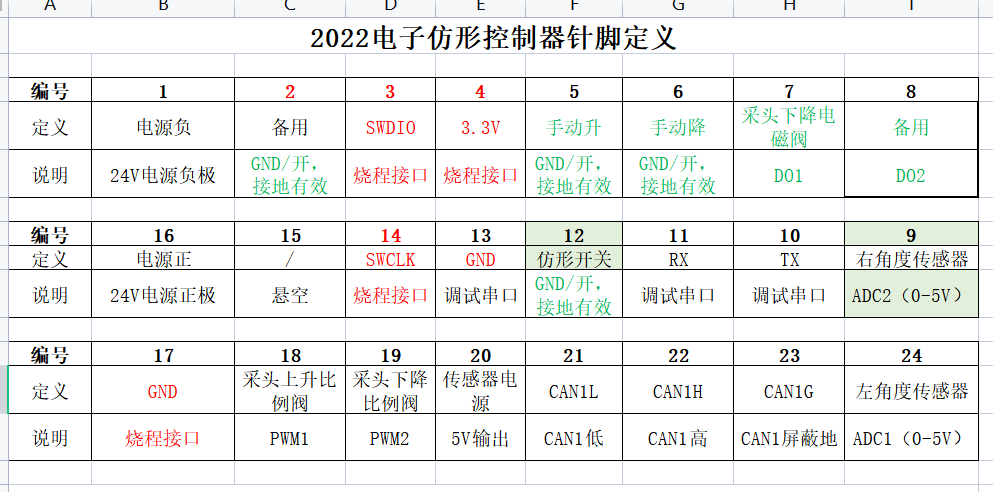 A B C D E F G H I
2022电子仿形控制器针脚定义
编号 1 2 3 4 5 6 7 8
定义 电源负 备用 SWDIO 3.3V 手动升 手动降 采头下降电磁阀 备用
说明 24V电源负极 GND/开，接地有效 烧程接口 烧程接口 GND/开，接地有效 GND/开，接地有效 DO1 DO2
编号 16 15 14 13 12 11 10 9
定义 电源正 / SWCLK GND 仿形开关 RX TX 右角度传感器
说明 24V电源正极 悬空 烧程接口 调试串口 GND/开，接地有效 调试串口 调试串口 ADC2（0-5V）
编号 17 18 19 20 21 22 23 24
定义 GND 采头上升比例阀 采头下降比例阀 传感器电源 CAN1L CAN1H CAN1G 左角度传感器
说明 烧程接口 PWM1 PWM2 5V输出 CAN1低 CAN1高 CAN1屏蔽地 ADC1（0-5V）